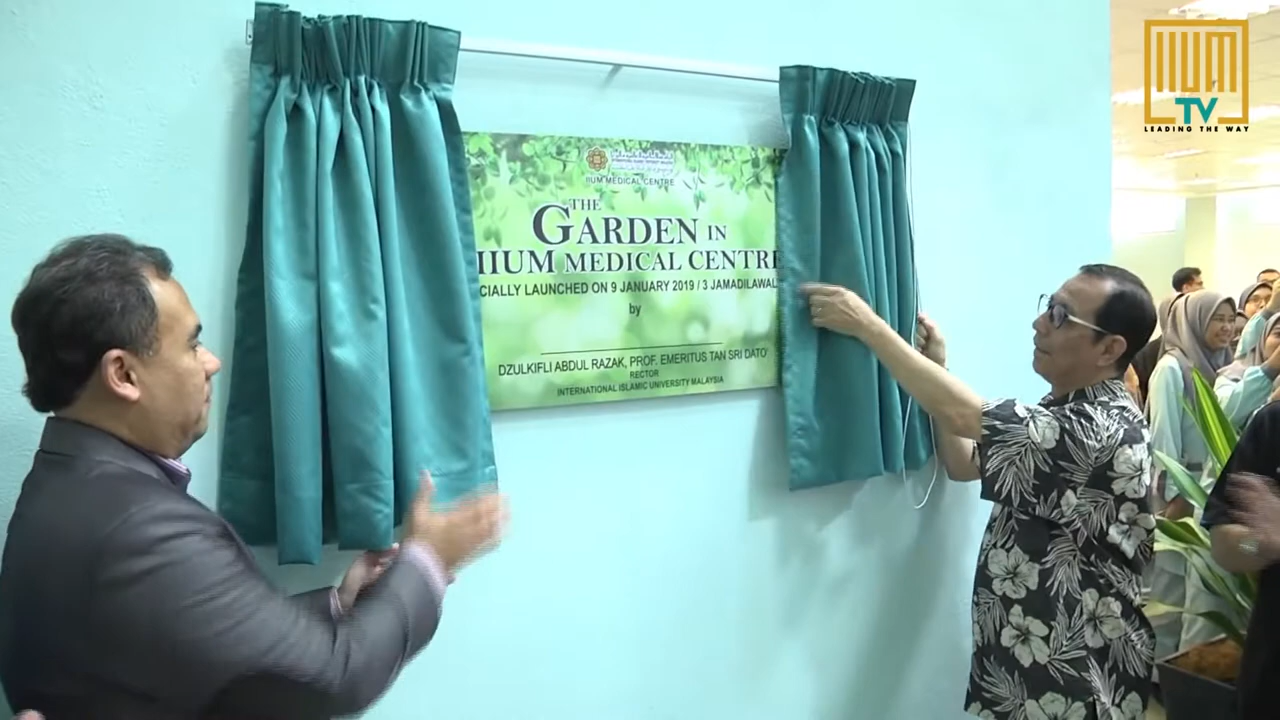 IIUM
TV
LEADING THE WAY
IIUM MEDICAL CENTRE
THE
GARDEN IN
IIUM MEDICAL CENTRE
CIALLY LAUNCHED ON 9 JANUARY 2019 / 3 JAMADILAWAL
by
DZULKIFLI ABDUL RAZAK, PROF. EMERITUS TAN SRI DATO'
RECTOR
INTERNATIONAL ISLAMIC UNIVERSITY MALAYSIA